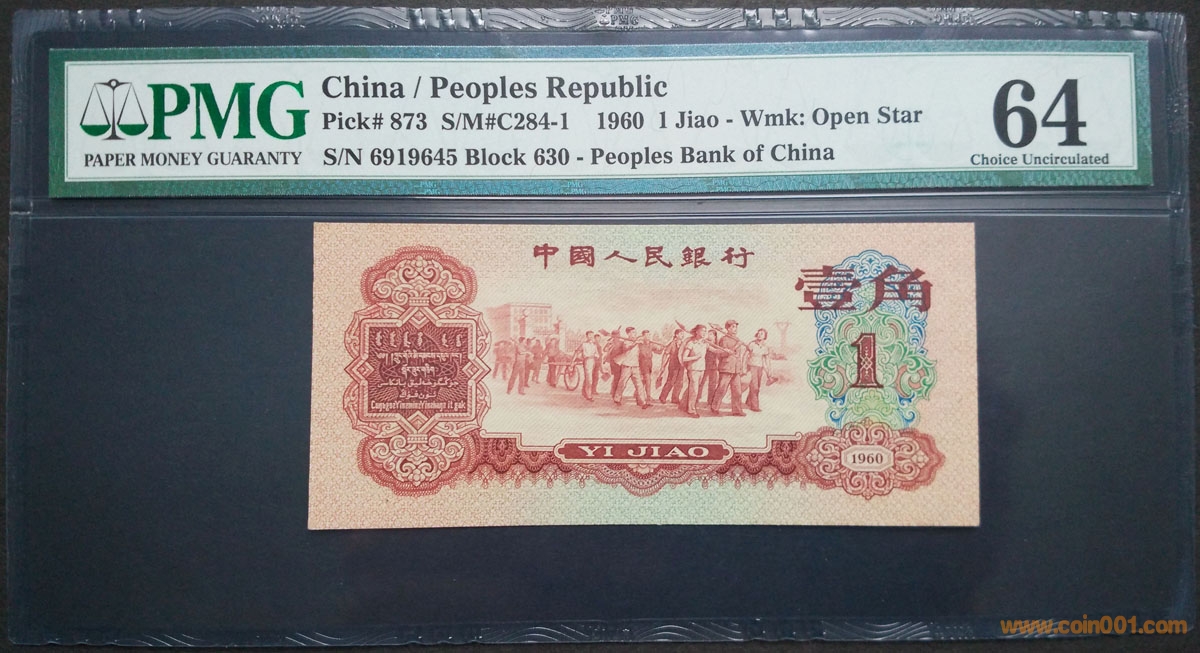 PMG
PAPER MONEY GUARANTY
China / Peoples Republic
Pick# 873 S/M#C284-1 1960 1 Jiao - Wmk: Open Star
S/N 6919645 Block 630 - Peoples Bank of China
64
Choice Uncirculated
中國人民銀行
壹角
1
YI JIAO
1960
www.coin001.com